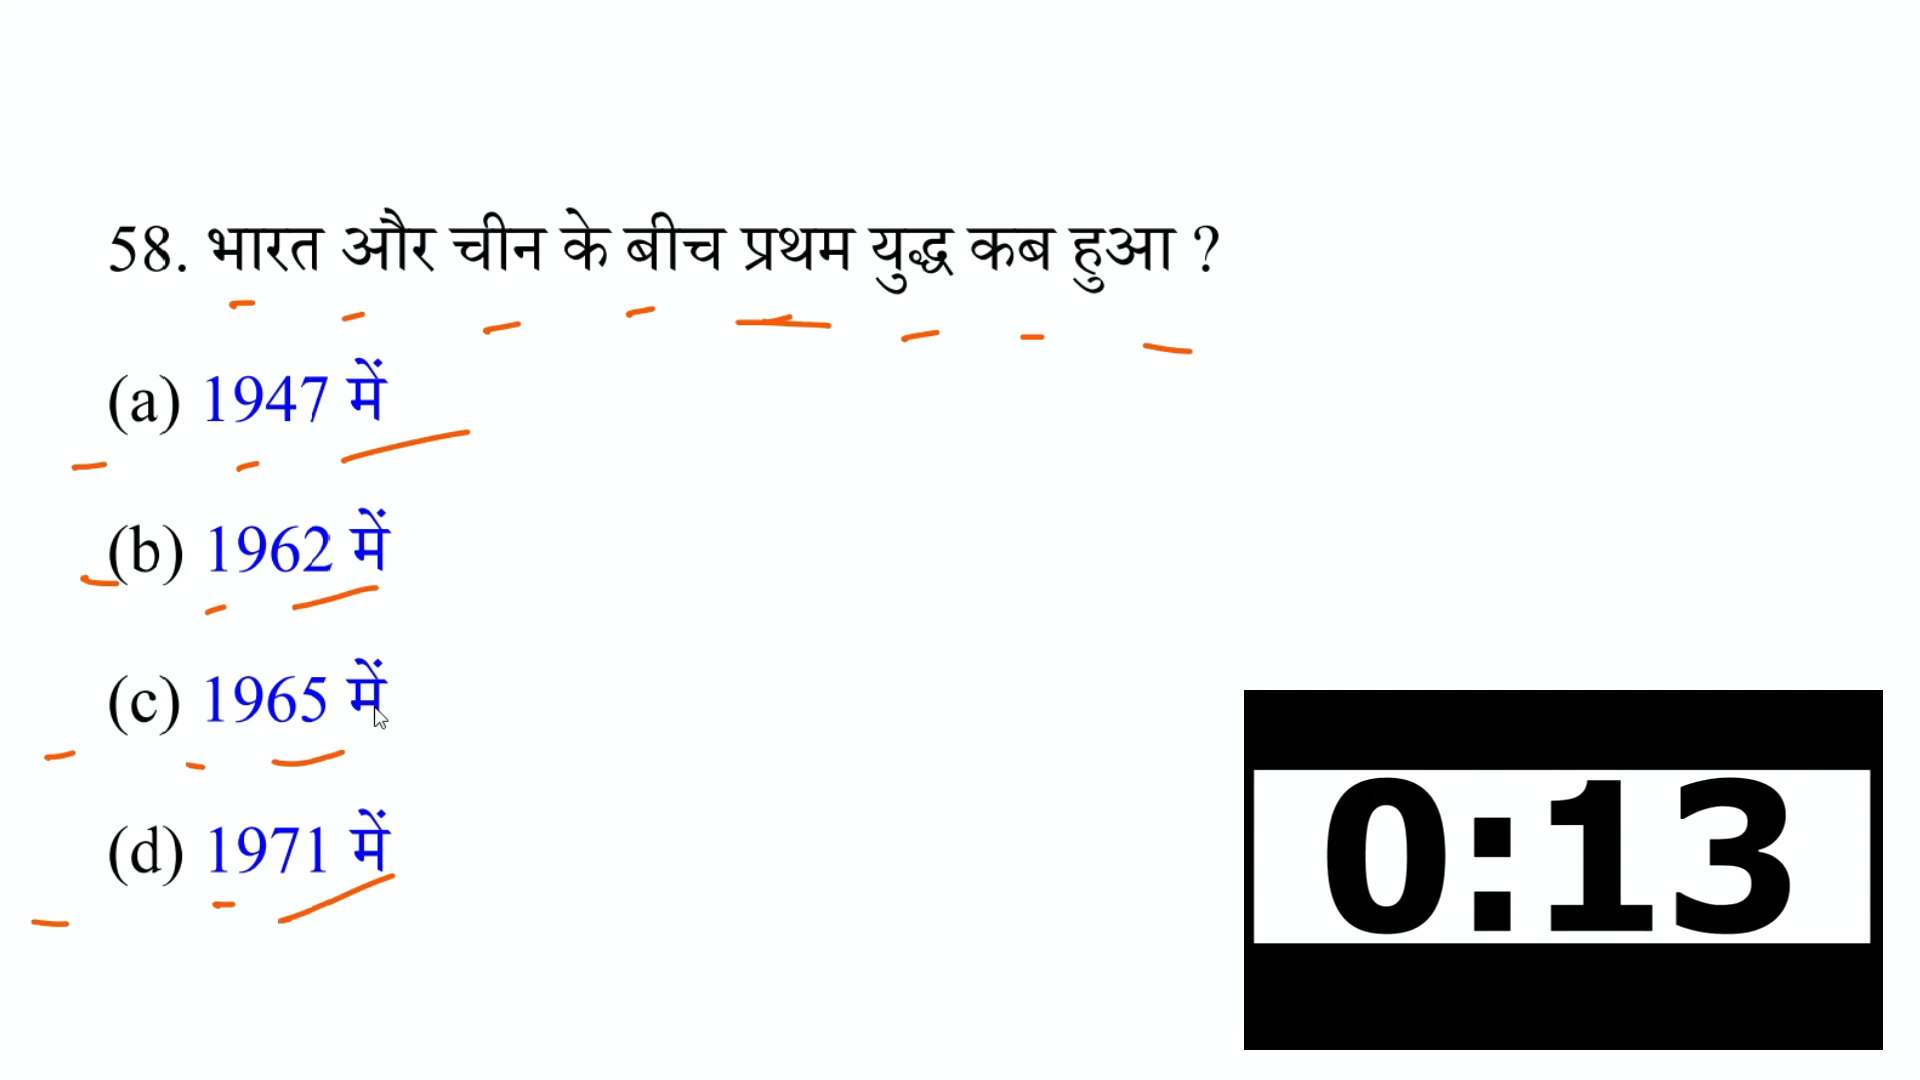 58. भारत और चीन के बीच प्रथम युद्ध कब हुआ ?
(a) 1947 में
(b) 1962 में
(c) 1965 में
(d) 1971 में
0:13